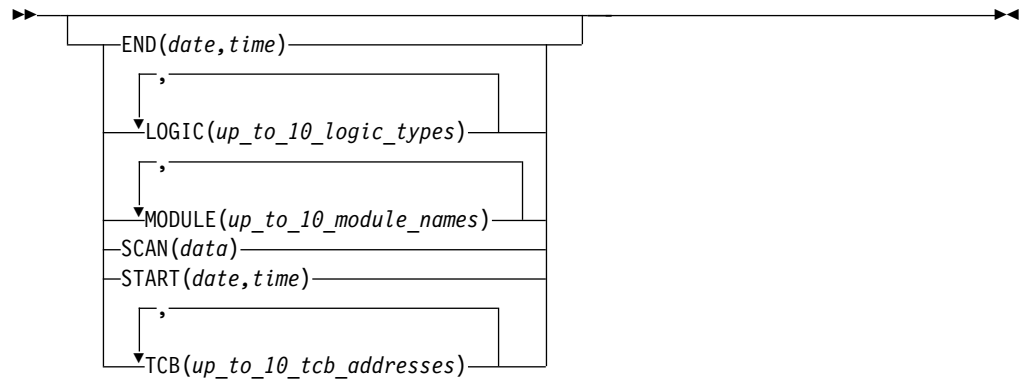 END(date,time)
,
LOGIC(up_to_10_logic_types)
,
MODULE(up_to_10_module_names)
SCAN(data)
START(date,time)
,
TCB(up_to_10_tcb_addresses)